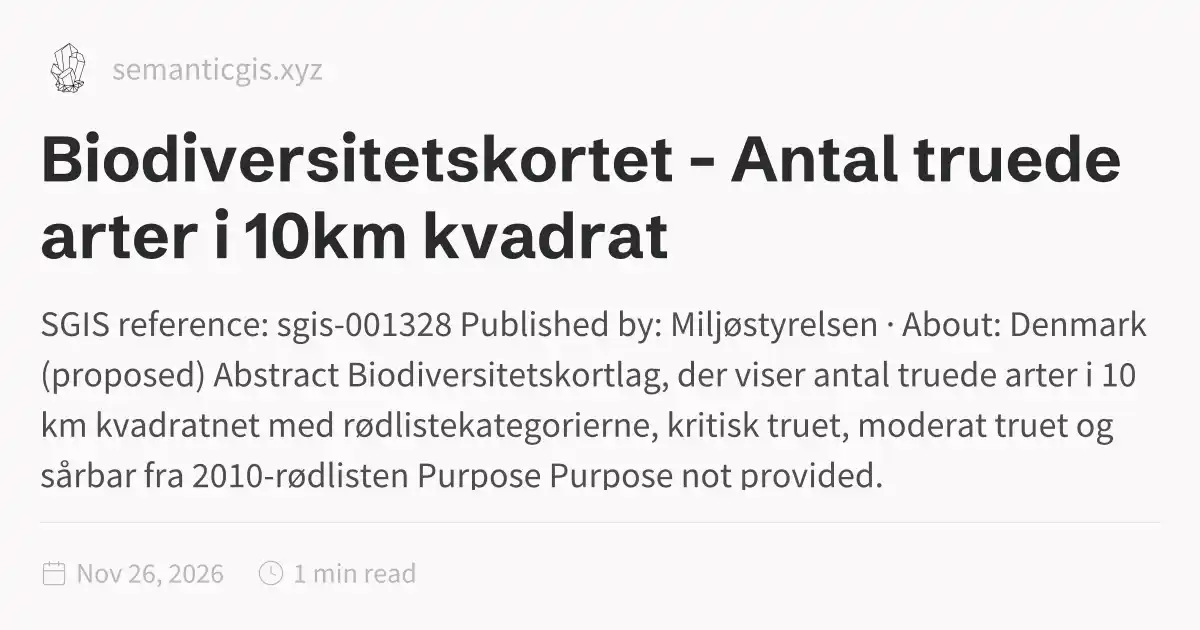 semanticgis.xyz
Biodiversitetskortet - Antal truede
arter i 10km kvadrat
SGIS reference: sgis-001328 Published by: Miljøstyrelsen · About: Denmark
(proposed) Abstract Biodiversitetskortlag, der viser antal truede arter i 10
km kvadratnet med rødlistekategorierne, kritisk truet, moderat truet og
sårbar fra 2010-rødlisten Purpose Purpose not provided.
Nov 26, 2026 1 min read